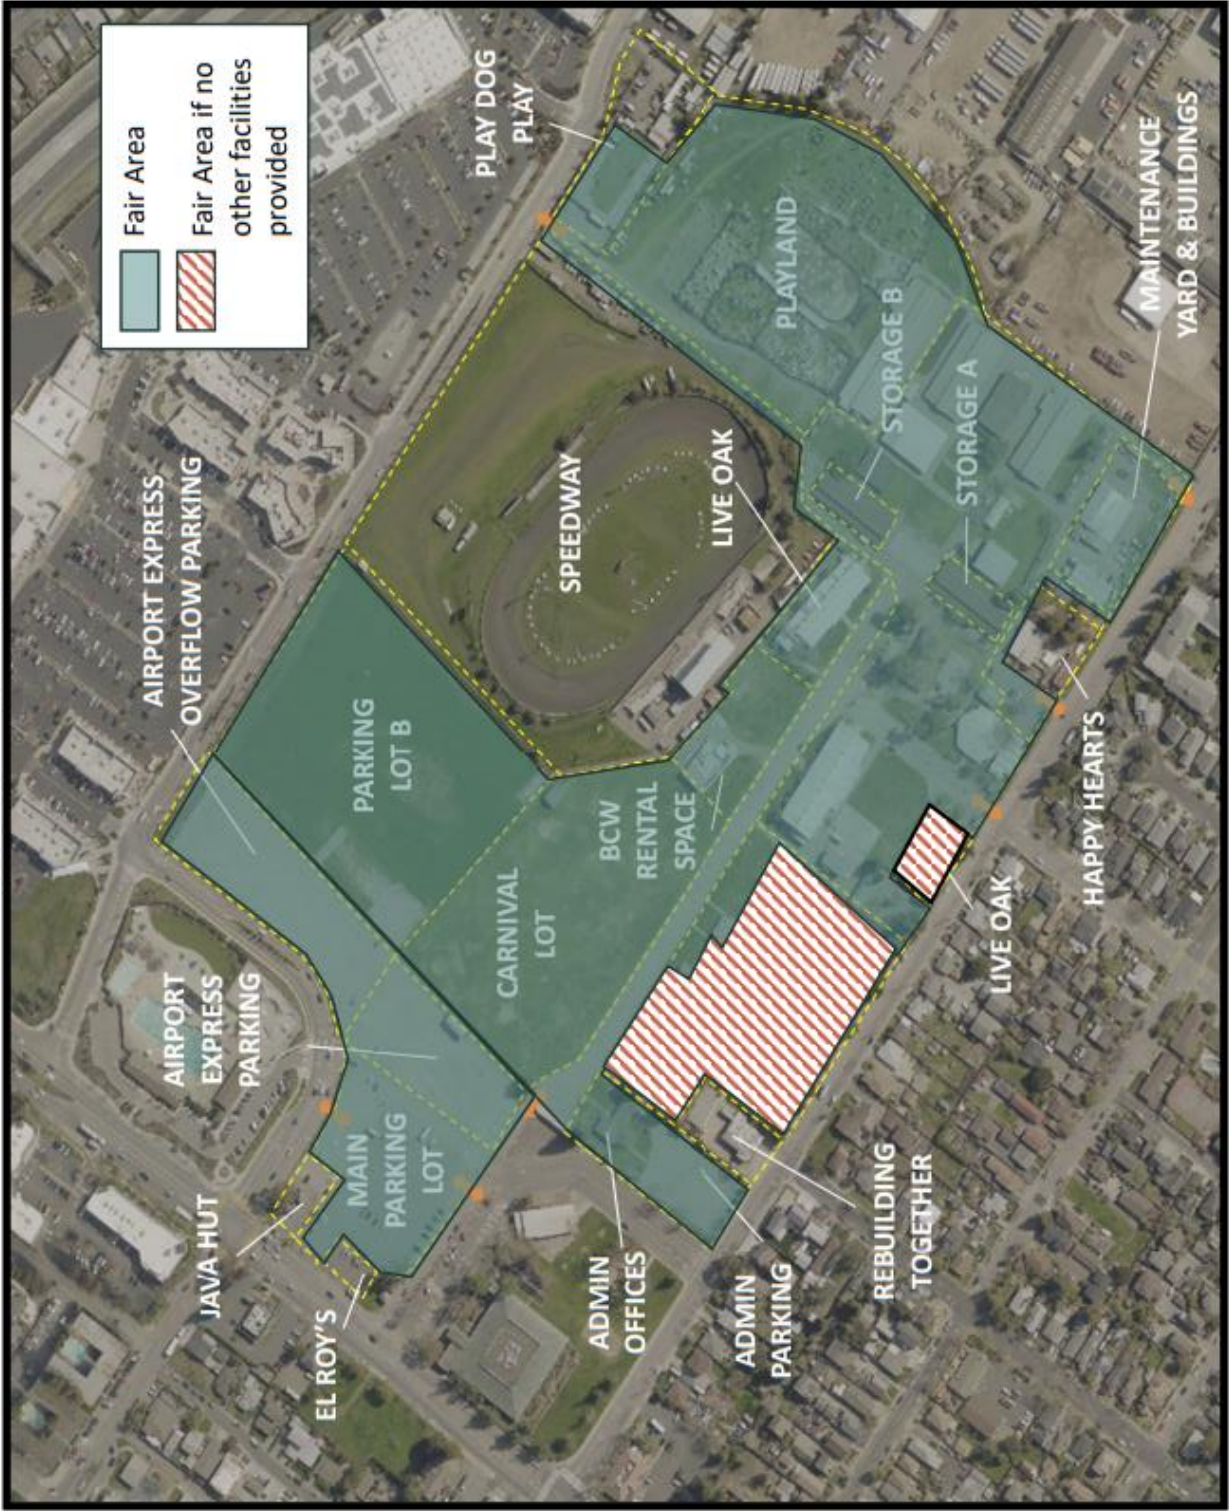 Fair Area
Fair Area if no
other facilities
provided
PLAY DOG
PLAY
AIRPORT EXPRESS
OVERFLOW PARKING
MAINTENANCE
YARD & BUILDINGS
PLAYLAND
STORAGE B
STORAGE A
LIVE OAK
SPEEDWAY
PARKING
LOT B
BCW
RENTAL
SPACE
CARNIVAL
LOT
AIRPORT
EXPRESS
PARKING
MAIN
PARKING
LOT
JAVA HUT
EL ROY'S
ADMIN
OFFICES
ADMIN
PARKING
REBUILDING
TOGETHER
LIVE OAK
HAPPY HEARTS